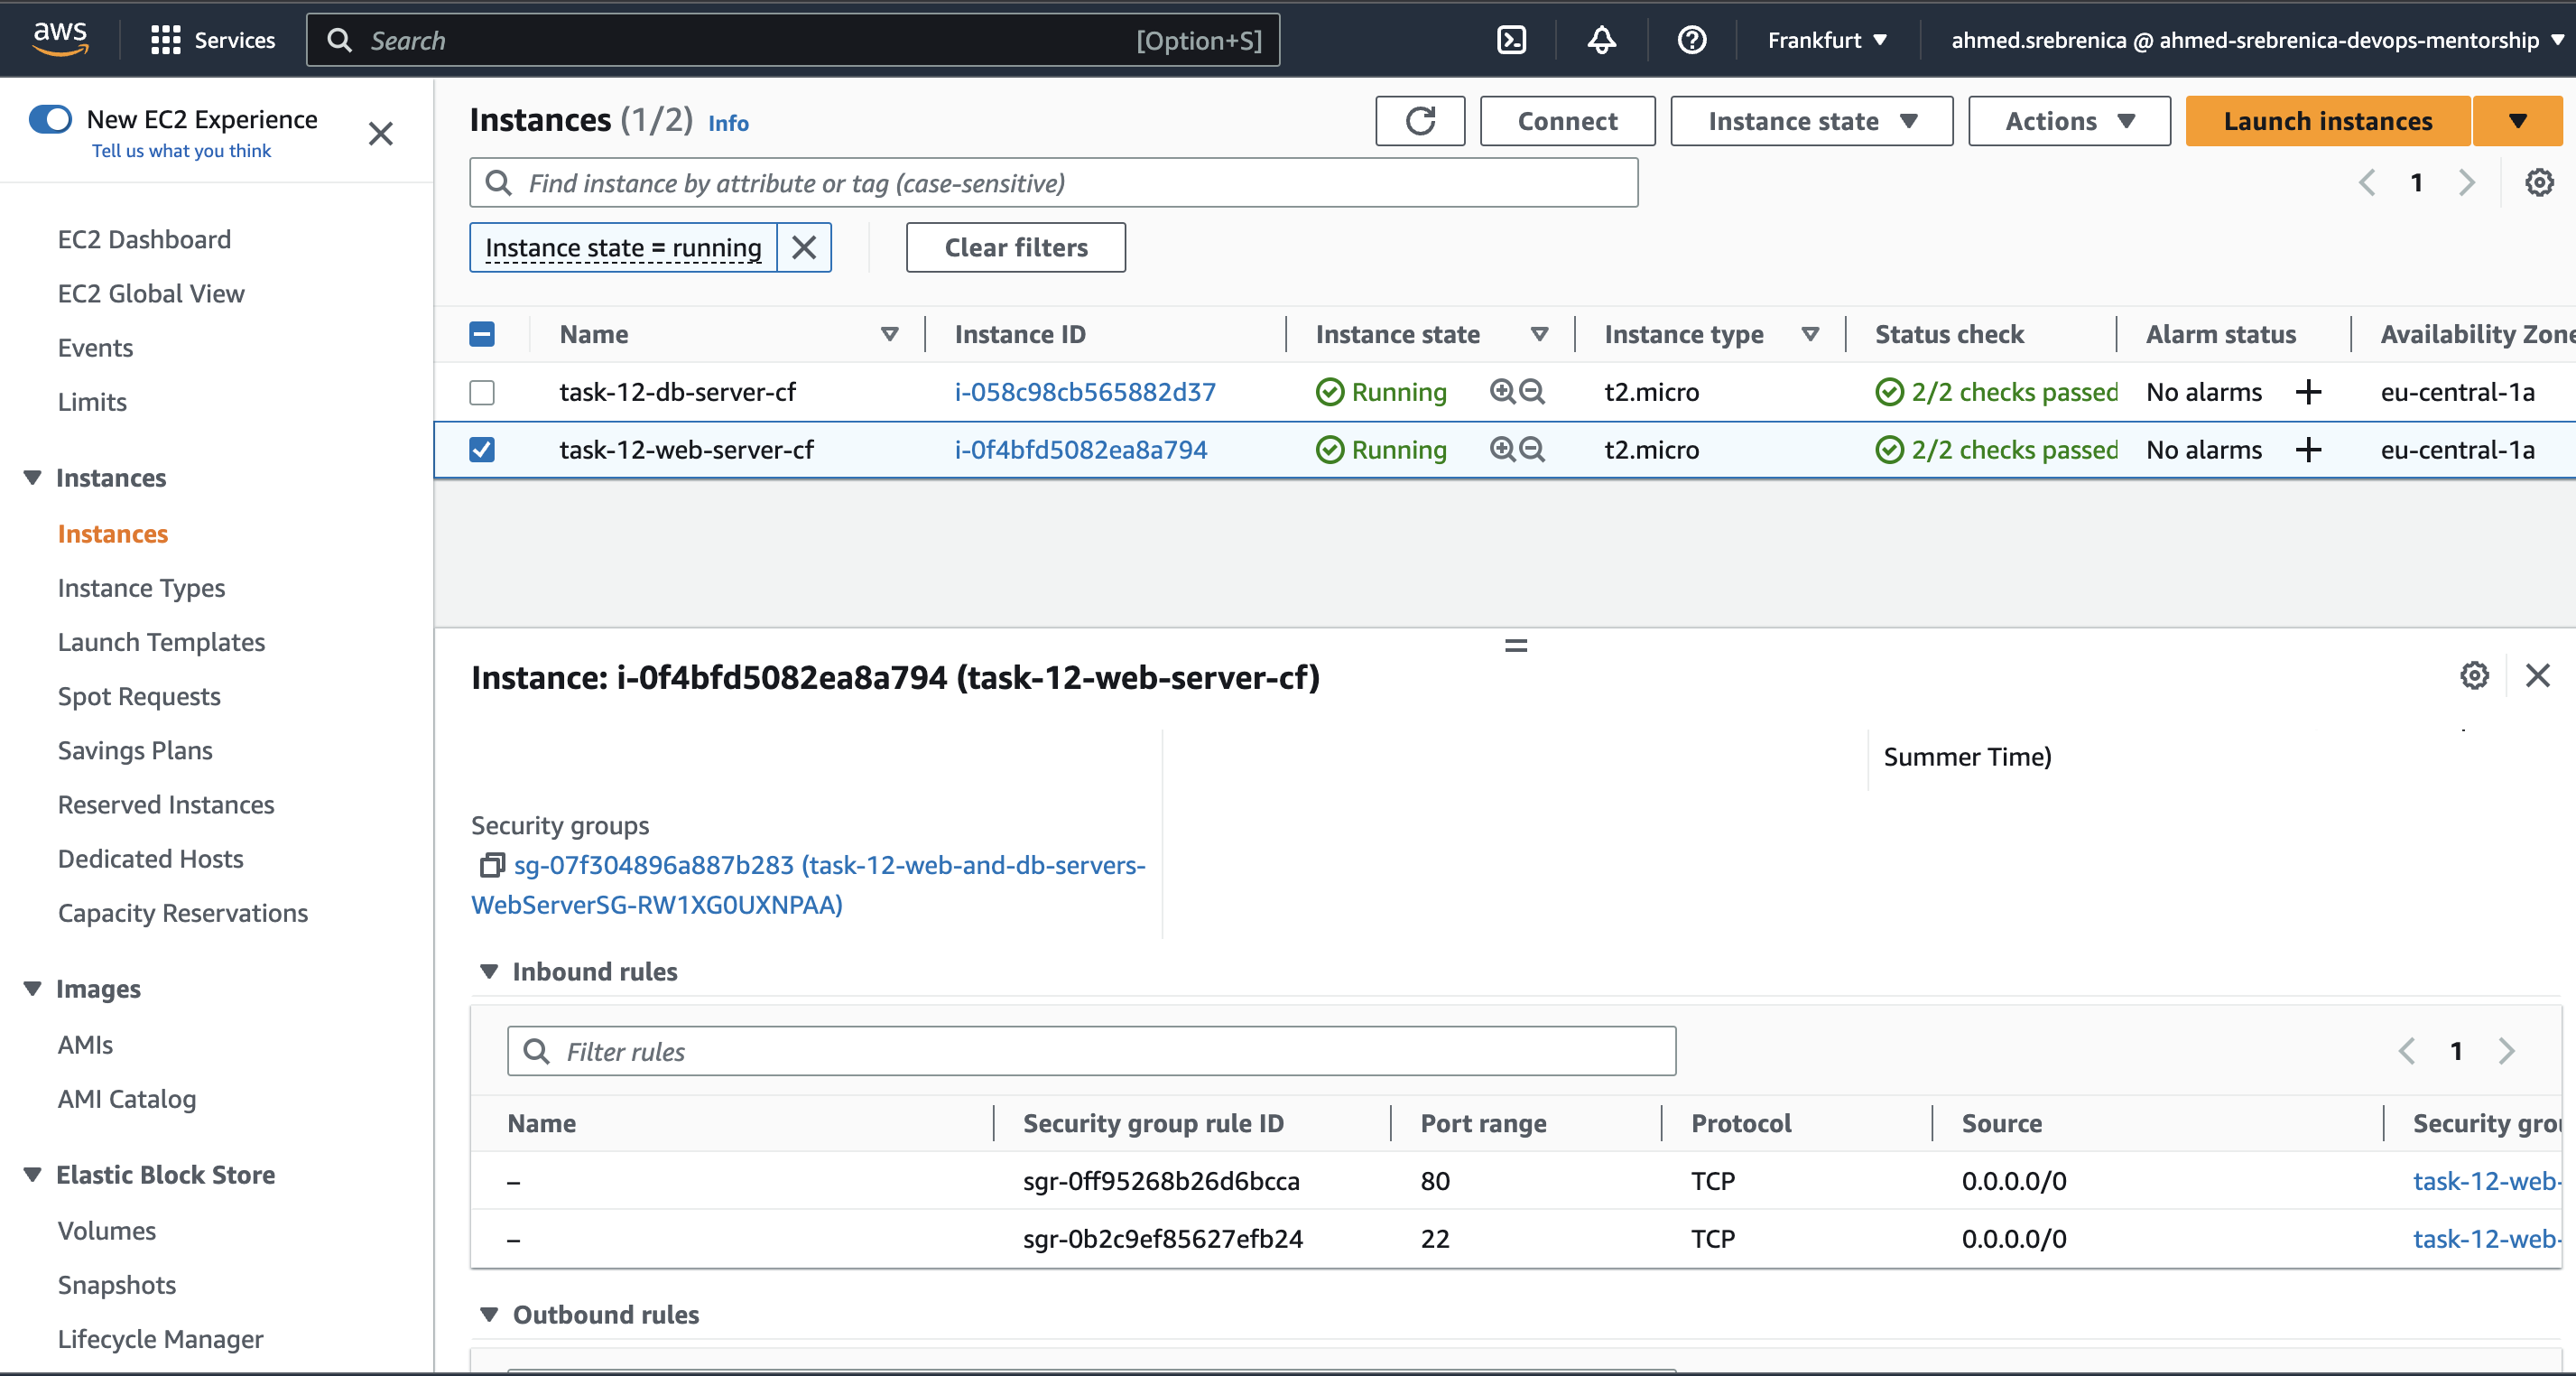 aws
Services
Search
[Option+S]
Frankfurt
ahmed.srebrenica @ ahmed-srebrenica-devops-mentorship
New EC2 Experience
Tell us what you think
EC2 Dashboard
EC2 Global View
Events
Limits
Instances
Instances
Instance Types
Launch Templates
Spot Requests
Savings Plans
Reserved Instances
Dedicated Hosts
Capacity Reservations
Images
AMIs
AMI Catalog
Elastic Block Store
Volumes
Snapshots
Lifecycle Manager
Instances (1/2) Info
Connect
Instance state
Actions
Launch instances
Find instance by attribute or tag (case-sensitive)
1
Instance state = running
Clear filters
Name Instance ID Instance state Instance type Status check Alarm status Availability Zone
task-12-db-server-cf i-058c98cb565882d37 Running t2.micro 2/2 checks passed No alarms + eu-central-1a
task-12-web-server-cf i-0f4bfd5082ea8a794 Running t2.micro 2/2 checks passed No alarms + eu-central-1a
Instance: i-0f4bfd5082ea8a794 (task-12-web-server-cf)
Summer Time)
Security groups
sg-07f304896a887b283 (task-12-web-and-db-servers-
WebServerSG-RW1XG0UXNPAA)
Inbound rules
Filter rules
1
Name Security group rule ID Port range Protocol Source Security grou
– sgr-0ff95268b26d6bcca 80 TCP 0.0.0.0/0 task-12-web-
– sgr-0b2c9ef85627efb24 22 TCP 0.0.0.0/0 task-12-web-
Outbound rules